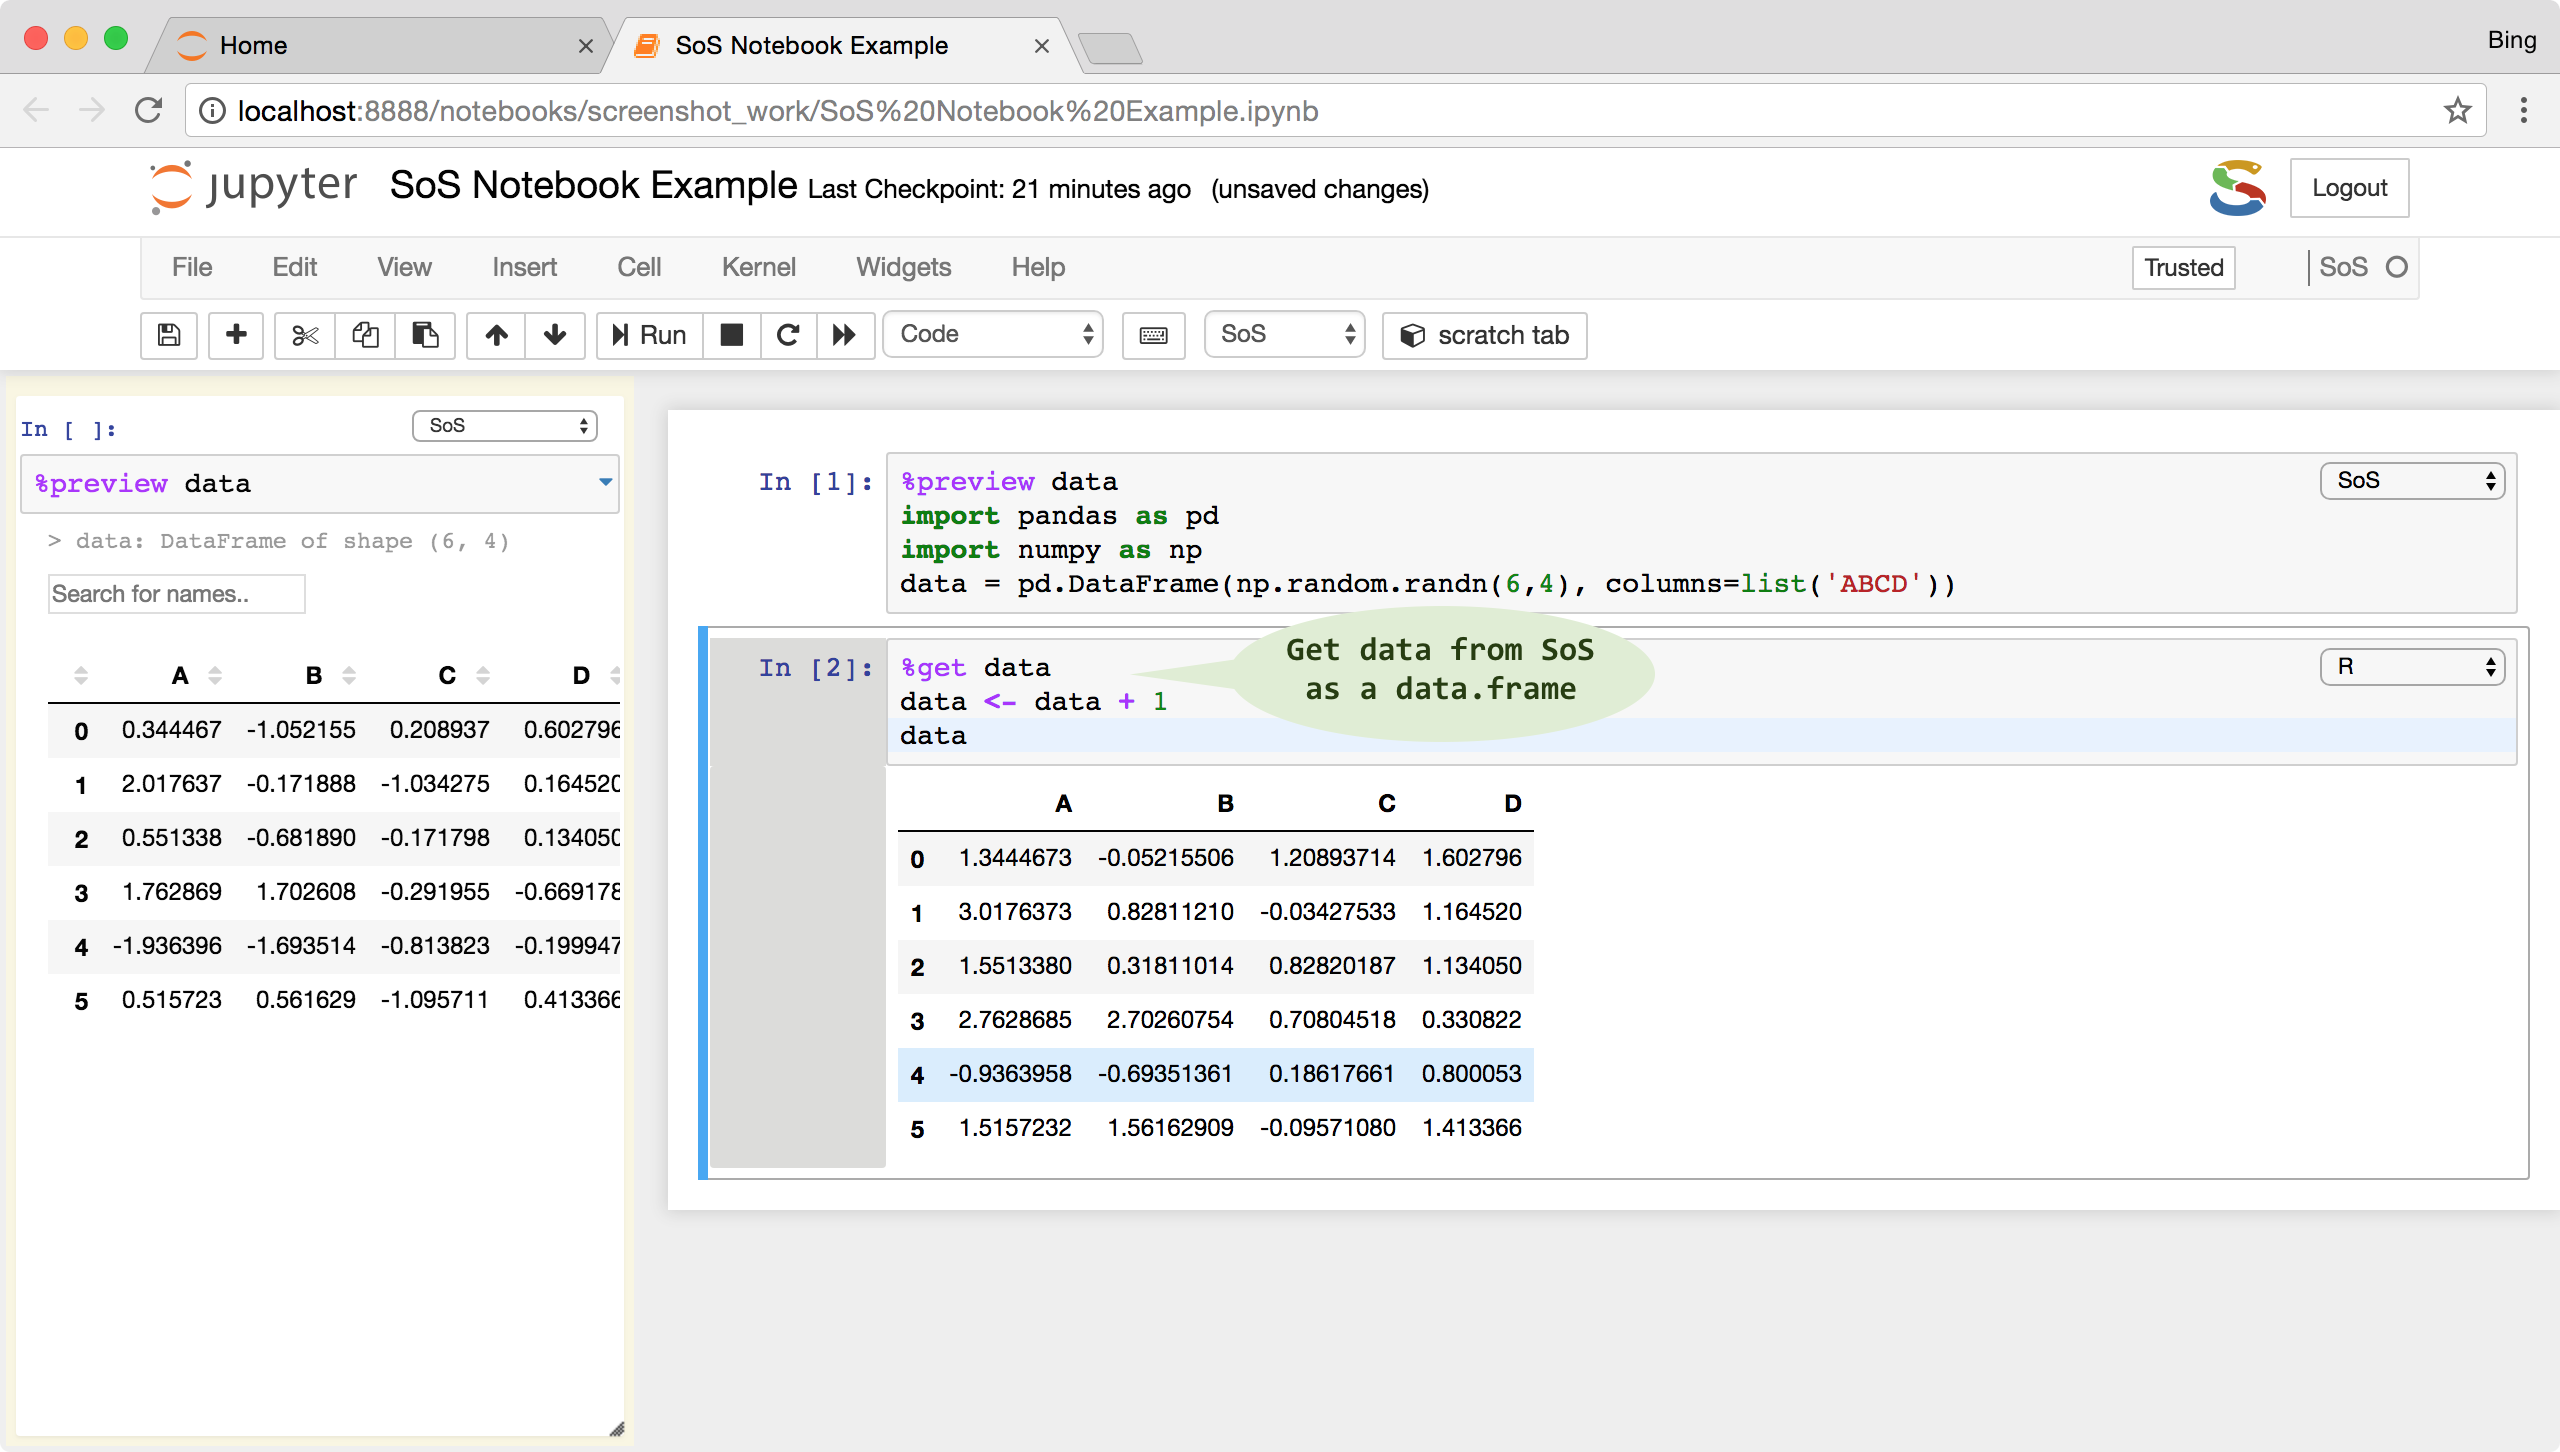 Home
SoS Notebook Example
Bing
localhost:8888/notebooks/screenshot_work/SoS%20Notebook%20Example.ipynb
jupyter SoS Notebook Example Last Checkpoint: 21 minutes ago (unsaved changes)
Logout
File Edit View Insert Cell Kernel Widgets Help
Trusted
SoS
Run
Code
SoS
scratch tab
In [ ]:
SoS
%preview data
> data: DataFrame of shape (6, 4)
Search for names..
A B C D
0 0.344467 -1.052155 0.208937 0.602796
1 2.017637 -0.171888 -1.034275 0.164520
2 0.551338 -0.681890 -0.171798 0.134050
3 1.762869 1.702608 -0.291955 -0.669178
4 -1.936396 -1.693514 -0.813823 -0.199947
5 0.515723 0.561629 -1.095711 0.413366
In [1]:
%preview data
import pandas as pd
import numpy as np
data = pd.DataFrame(np.random.randn(6,4), columns=list('ABCD'))
SoS
In [2]:
%get data
data <- data + 1
data
Get data from SoS
as a data.frame
R
A B C D
0 1.3444673 -0.05215506 1.20893714 1.602796
1 3.0176373 0.82811210 -0.03427533 1.164520
2 1.5513380 0.31811014 0.82820187 1.134050
3 2.7628685 2.70260754 0.70804518 0.330822
4 -0.9363958 -0.69351361 0.18617661 0.800053
5 1.5157232 1.56162909 -0.09571080 1.413366